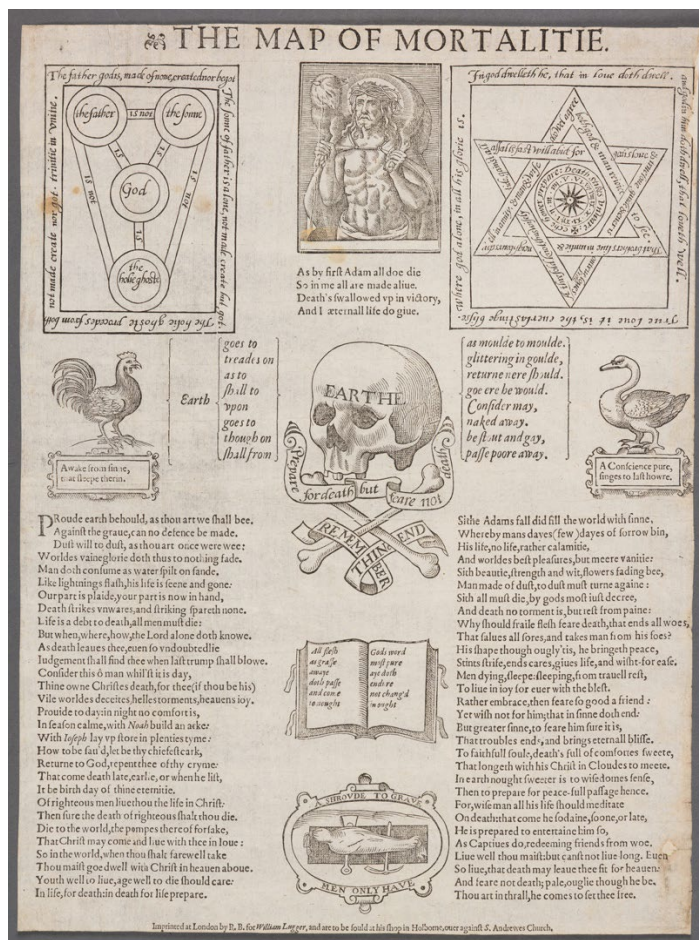 THE MAP OF MORTALITIE.
The father god is, made of none, created nor begot
The sonne of father is alone, not made, create but got.
The holie ghoste procedes from both
not made create nor got. trinitie in Vnitie.
the father
is not
the sonne
is
is
is not
is not
God
is
the holie ghoste
As by first Adam all doe die
So in me all are made aliue.
Death's swallowed vp in victory,
And I æternall life do giue.
In god dwelleth he, that in loue doth dwell.
True loue it is, the euerlastinge blisse.
where god alone, in all his glorie is.
goes to
treades on
as to
shall to
vpon
goes to
though on
shall from
Earth
EARTHE
as moulde to moulde.
glittering in goulde,
returne nere should.
goe ere he would.
Consider may,
naked away.
be stout and gay,
passe poore away.
Awake from sinne,
that sleepe therin.
A Conscience pure,
singes to last howre.
Prepare for death but feare not
REMEMBER THINE END
PRoude earth behould, as thou art we shall bee.
Against the graue, can no defence be made.
Dust will to dust, as thou art once were wee:
Worldes vaineglorie doth thus to nothing fade.
Man doth consume as water spilt on sande.
Like lightnings flash, his life is seene and gone:
Our part is plaide, your part is now in hand,
Death strikes vnwares, and striking spareth none.
Life is a debt to death, all men must die:
But when, where, how, the Lord alone doth knowe.
As death leaues thee, euen so vndoubtedlie
Iudgement shall find thee when last trump shall blowe.
Consider this ô man whilst it is day,
Thine owne Christes death, for thee (if thou be his)
Vile worldes deceites, helles torments, heauens ioy.
Prouide to day: in night no comfort is,
In season calme, with Noah build an arke:
With Ioseph lay vp store in plenties tyme:
How to be sau'd, let be thy chiefest cark,
Returne to God, repent thee of thy cryme:
That come death late, earlie, or when he list,
It be birth day of thine eternitie.
Of righteous men liue thou the life in Christ:
Then sure the death of righteous shalt thou die.
Die to the world, the pompes thereof forsake,
That Christ may come and liue with thee in loue:
So in the world, when thou shalt farewell take
Thou maist goe dwell with Christ in heauen aboue.
Youth well to liue, age well to die should care:
In life, for death: in death for life prepare.
All flesh
as grasse
awaye
doth passe
and come
to nought
Gods word
most pure
aye doth
endure
not chang'd
in ought
A SHROVDE TO GRAVE
MEN ONLY HAVE
Sithe Adams fall did fill the world with sinne,
Whereby mans dayes (few) dayes of sorrow bin,
His life, no life, rather calamitie,
And worldes best pleasures, but meere vanitie:
Sith beautie, strength and wit, flowers fading bee,
Man made of dust, to dust must turne againe:
Sith all must die, by gods most iust decree,
And death no torment is, but rest from paine:
Why should fraile flesh feare death, that ends all woes,
That salues all sores, and takes man from his foes?
His shape though ougly'tis, he bringeth peace,
Stints strife, ends cares, giues life, and wisht-for ease.
Men dying, sleepe: sleeping, from trauell rest,
To liue in ioy for euer with the blest.
Rather embrace, then feare so good a friend:
Yet wish not for him, that in sinne doth end:
But greater sinne, to feare him sure it is,
That troubles ends, and brings eternall blisse.
To faithfull soule, death's full of comfortes sweete,
That longeth with his Christ in Cloudes to meete.
In earth nought sweeter is to wisedomes sense,
Then to prepare for peace-full passage hence.
For, wise man all his life should meditate
On death: that come he sodaine, soone, or late,
He is prepared to entertaine him so,
As Captiues do, redeeming friends from woe.
Liue well thou maist: but canst not liue long. Euen
So liue, that death may leaue thee fit for heauen:
And feare not death; pale, ouglie though he be.
Thou art in thrall, he comes to set thee free.
Imprinted at London by R. B. for William Lugger, and are to be sould at his shop in Holborne, ouer against S. Andrewes Church.